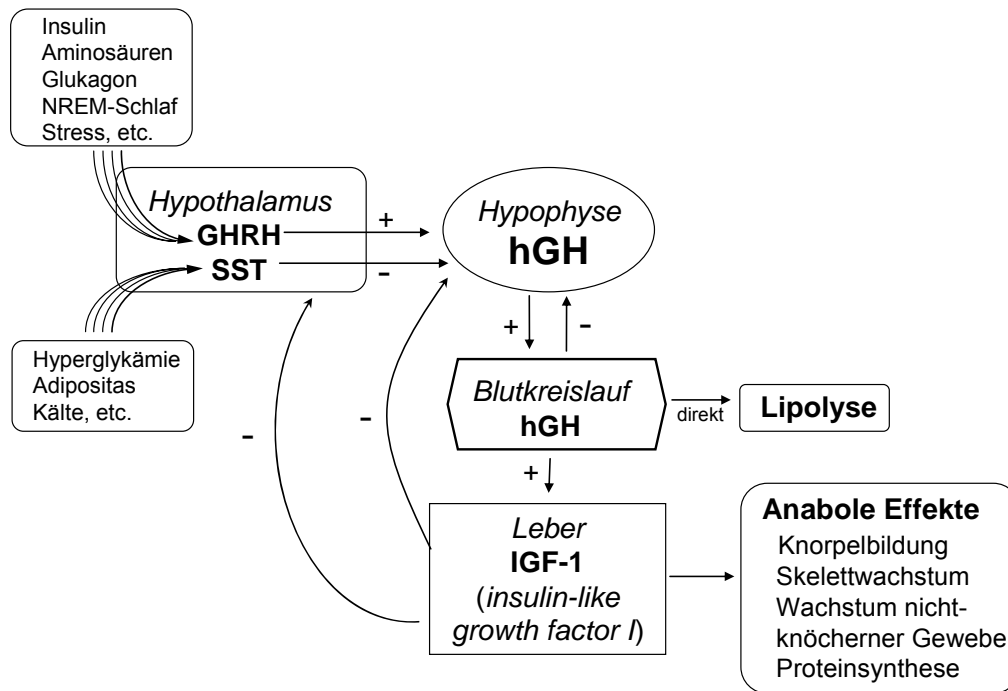 Insulin
Aminosäuren
Glukagon
NREM-Schlaf
Stress, etc.
Hypothalamus
GHRH
SST
+
-
Hypophyse
hGH
Hyperglykämie
Adipositas
Kälte, etc.
+
-
Blutkreislauf
hGH
direkt
Lipolyse
-
-
+
Leber
IGF-1
(insulin-like
growth factor I)
Anabole Effekte
Knorpelbildung
Skelettwachstum
Wachstum nicht-
knöcherner Gewebe
Proteinsynthese